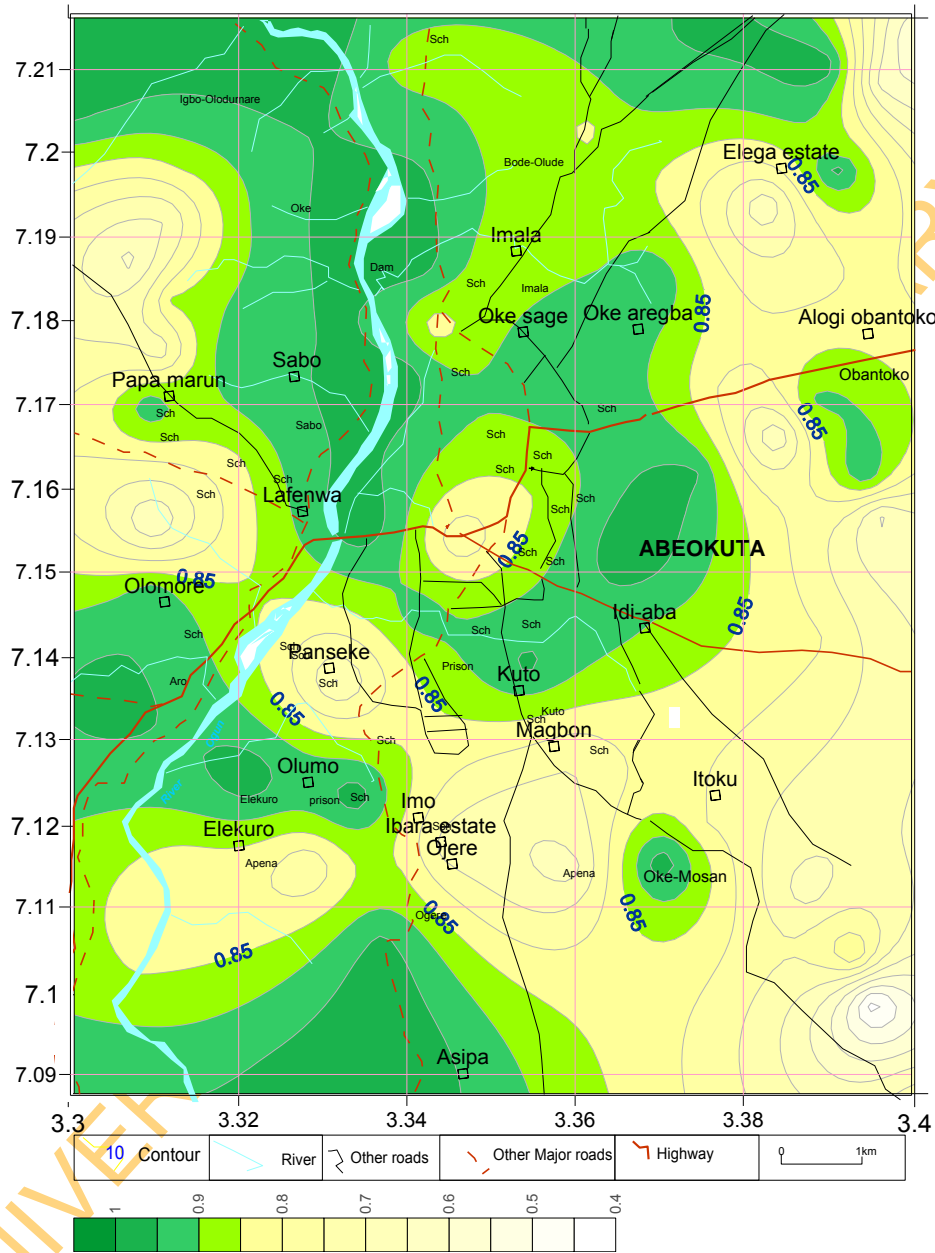 7.21
7.2
7.19
7.18
7.17
7.16
7.15
7.14
7.13
7.12
7.11
7.1
7.09
3.3
3.32
3.34
3.36
3.38
3.4
Sch
Igbo-Olodumare
Bode-Olude
Elega estate
0.85
Oke
Imala
Dam
Sch
Imala
0.85
Oke sage
Oke aregba
Alogi obantoko
Sabo
Sch
Obantoko
Papa marun
Sch
Sabo
Sch
Sch
0.85
Sch
Sch
Sch
Sch
Sch
Sch
Lafenwa
Sch
Sch
0.85
Sch
Sch
ABEOKUTA
0.85
Olomore
Idi-aba
0.85
Sch
Sch
Sch
Sch
Sch
Panseke
Prison
Aro
Sch
Kuto
0.85
0.85
Kuto
Sch
Magbon
Sch
Sch
Olumo
Itoku
Elekuro
prison
Sch
Imo
Ibara estate
Sch
Elekuro
Ojere
Apena
Apena
Oke-Mosan
Ogere
0.85
0.85
0.85
Asipa
10
Contour
River
Other roads
Other Major roads
Highway
0
1km
1
0.9
0.8
0.7
0.6
0.5
0.4